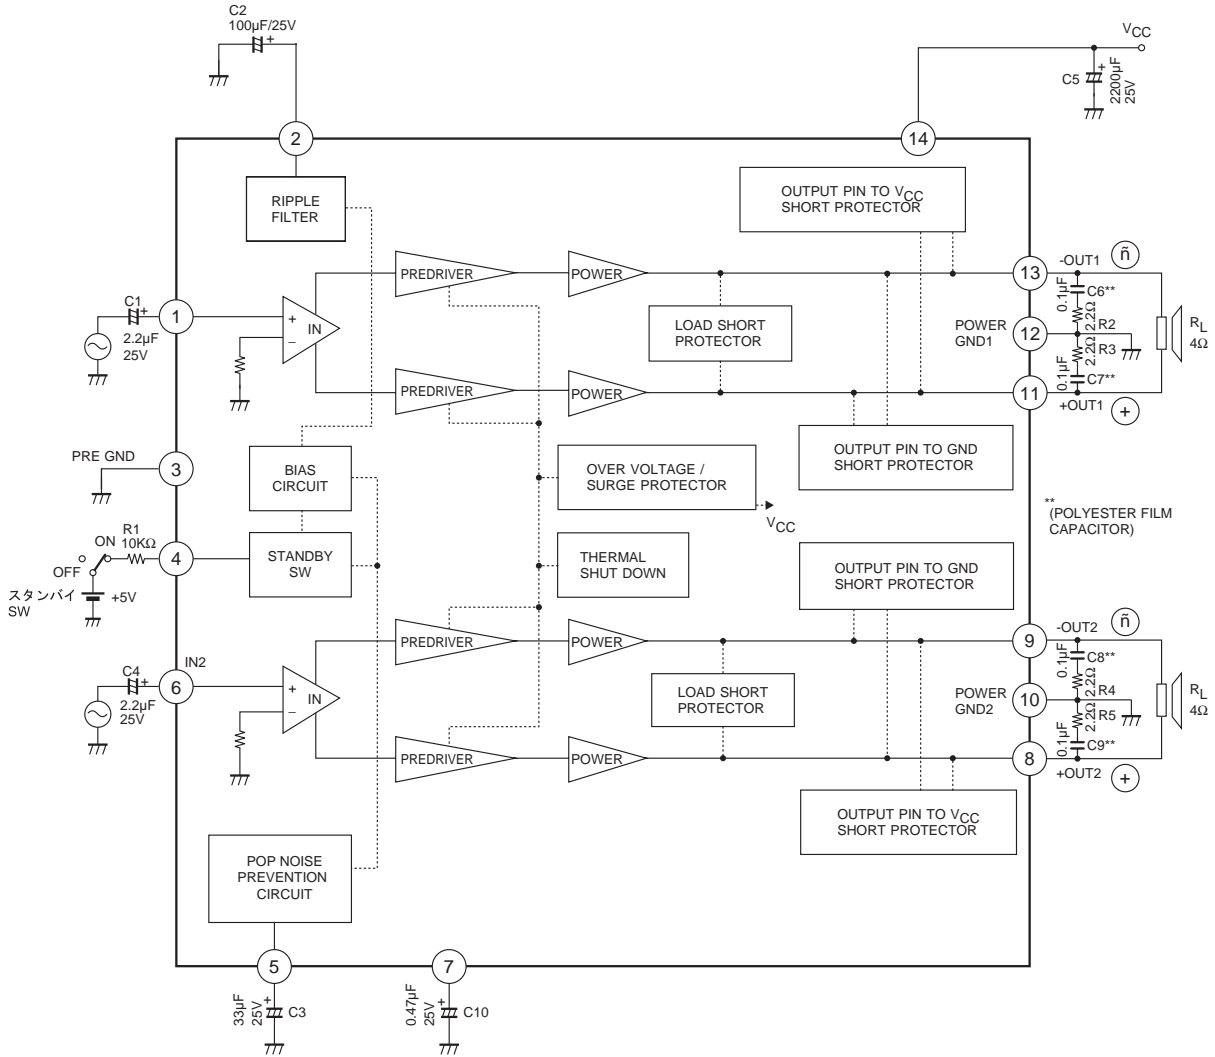 C2
100µF/25V
VCC
C5
2200µF
25V
2
14
RIPPLE
FILTER
OUTPUT PIN TO VCC
SHORT PROTECTOR
PREDRIVER
POWER
13
-OUT1
ñ
C1
2.2µF
25V
1
+
IN
−
LOAD SHORT
PROTECTOR
POWER
GND1
12
0.1µF
C6**
2.2Ω
R2
2.2Ω
R3
0.1µF
C7**
RL
4Ω
PREDRIVER
POWER
11
+OUT1
+
PRE GND
3
BIAS
CIRCUIT
OVER VOLTAGE /
SURGE PROTECTOR
VCC
OUTPUT PIN TO GND
SHORT PROTECTOR
**
(POLYESTER FILM
CAPACITOR)
R1
10KΩ
ON
OFF
スタンバイ
SW
+5V
4
STANDBY
SW
THERMAL
SHUT DOWN
OUTPUT PIN TO GND
SHORT PROTECTOR
PREDRIVER
POWER
9
-OUT2
ñ
C4
2.2µF
25V
6
IN2
+
IN
−
LOAD SHORT
PROTECTOR
POWER
GND2
10
0.1µF
C8**
2.2Ω
R4
2.2Ω
R5
0.1µF
C9**
RL
4Ω
PREDRIVER
POWER
8
+OUT2
+
OUTPUT PIN TO VCC
SHORT PROTECTOR
POP NOISE
PREVENTION
CIRCUIT
5
7
33µF
25V
C3
0.47µF
25V
C10